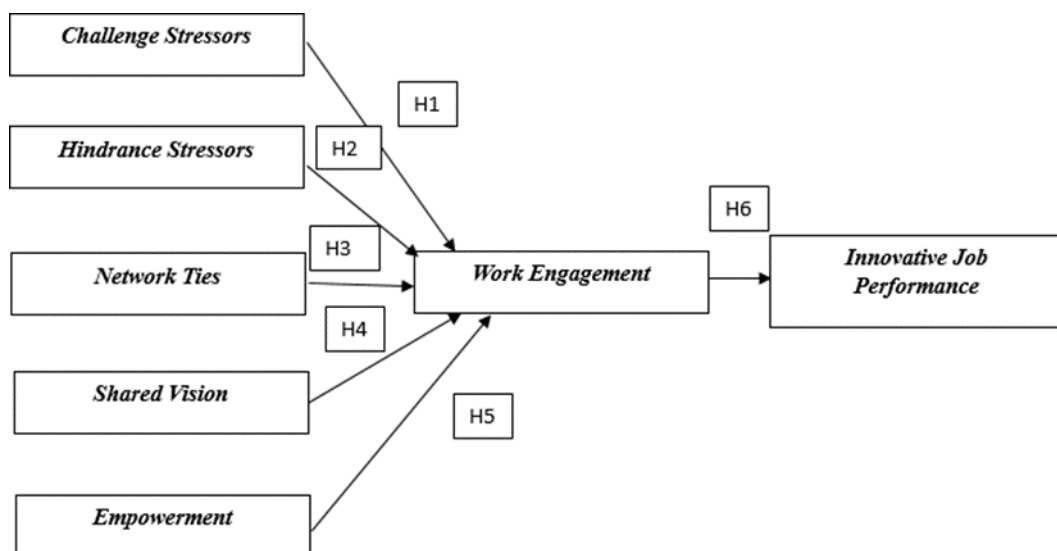 Challenge Stressors
H1
Hindrance Stressors
H2
H3
Network Ties
Work Engagement
H6
Innovative Job
Performance
H4
Shared Vision
H5
Empowerment